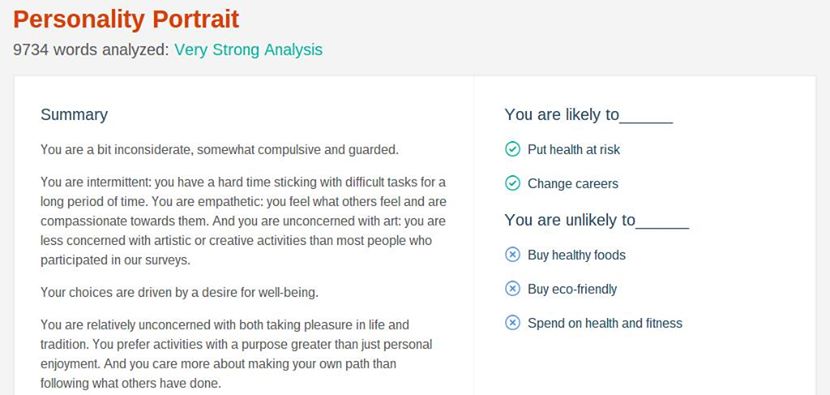 Personality Portrait
9734 words analyzed: Very Strong Analysis
Summary
You are a bit inconsiderate, somewhat compulsive and guarded.
You are intermittent: you have a hard time sticking with difficult tasks for a
long period of time. You are empathetic: you feel what others feel and are
compassionate towards them. And you are unconcerned with art: you are
less concerned with artistic or creative activities than most people who
participated in our surveys.
Your choices are driven by a desire for well-being.
You are relatively unconcerned with both taking pleasure in life and
tradition. You prefer activities with a purpose greater than just personal
enjoyment. And you care more about making your own path than
following what others have done.
You are likely to______
Put health at risk
Change careers
You are unlikely to______
Buy healthy foods
Buy eco-friendly
Spend on health and fitness